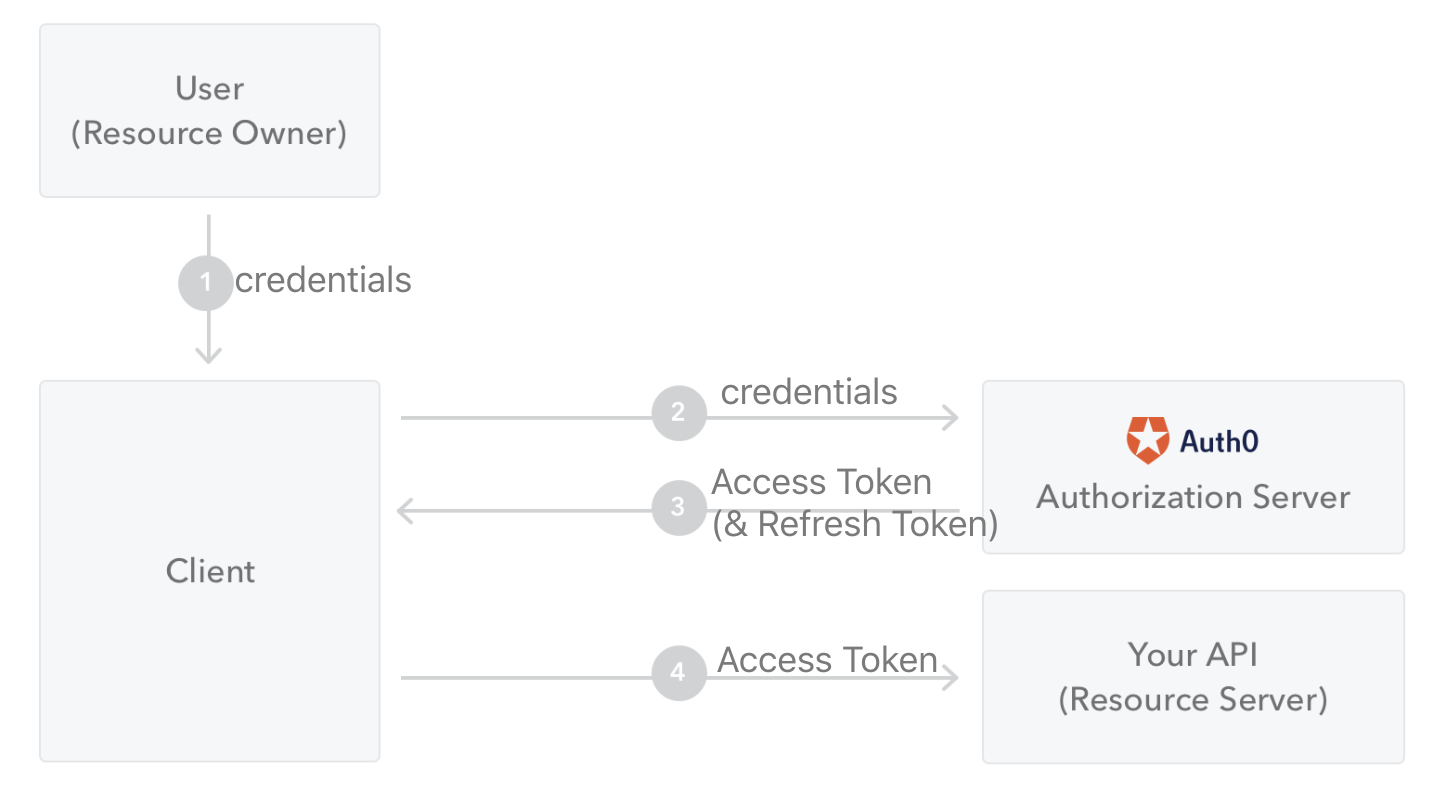 User
(Resource Owner)
1 credentials
2 credentials
Auth0
Authorization Server
3 Access Token
(& Refresh Token)
Client
4 Access Token
Your API
(Resource Server)